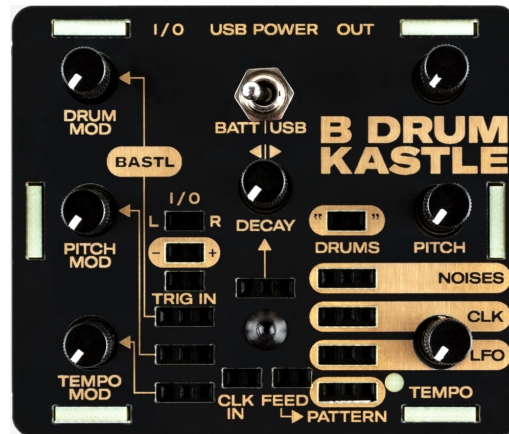 I/O USB POWER OUT
DRUM
MOD
BATT USB
B DRUM
KASTLE
BASTL
I/O
L R
DECAY
PITCH
MOD
" " DRUMS
PITCH
- +
TRIG IN
NOISES
CLK
LFO
TEMPO
MOD
CLK
IN
FEED
PATTERN
TEMPO